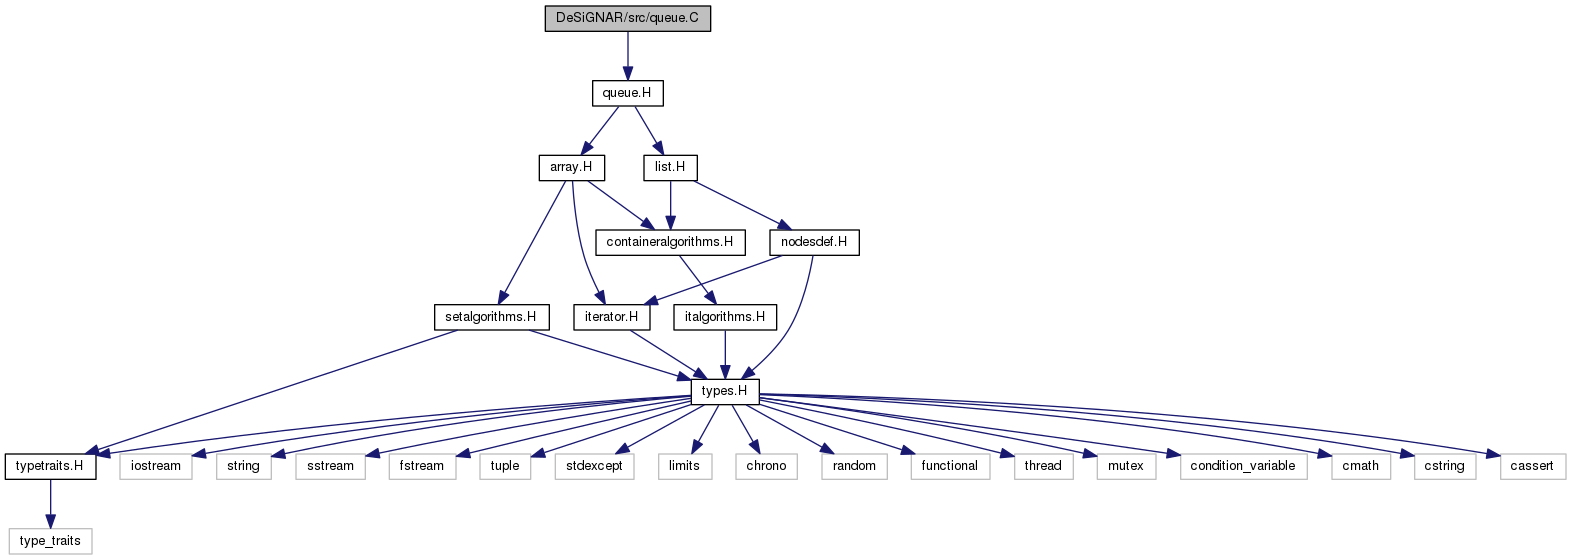 DeSiGNAR/src/queue.C
queue.H
array.H
list.H
containeralgorithms.H
nodesdef.H
setalgorithms.H
iterator.H
italgorithms.H
types.H
typetraits.H
iostream
string
sstream
fstream
tuple
stdexcept
limits
chrono
random
functional
thread
mutex
condition_variable
cmath
cstring
cassert
type_traits